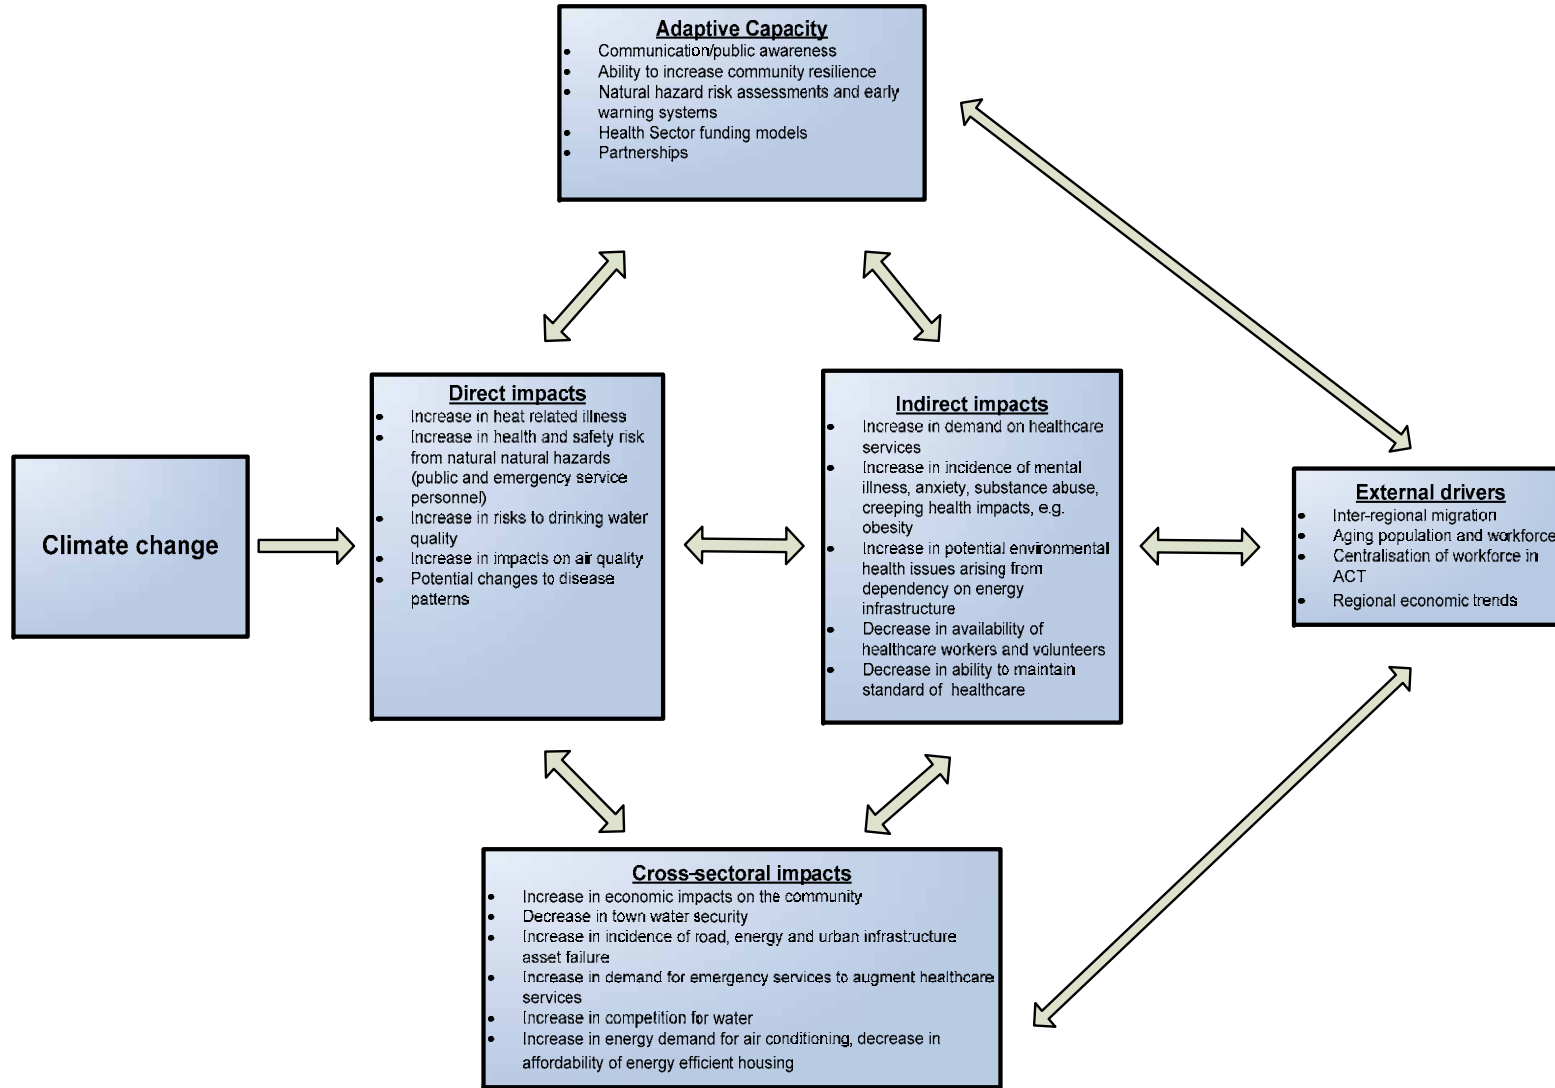 Adaptive Capacity
• Communication/public awareness
• Ability to increase community resilience
• Natural hazard risk assessments and early
warning systems
• Health Sector funding models
• Partnerships
Climate change
Direct impacts
• Increase in heat related illness
• Increase in health and safety risk
from natural natural hazards
(public and emergency service
personnel)
• Increase in risks to drinking water
quality
• Increase in impacts on air quality
• Potential changes to disease
patterns
Indirect impacts
• Increase in demand on healthcare
services
• Increase in incidence of mental
illness, anxiety, substance abuse,
creeping health impacts, e.g.
obesity
• Increase in potential environmental
health issues arising from
dependency on energy
infrastructure
• Decrease in availability of
healthcare workers and volunteers
• Decrease in ability to maintain
standard of healthcare
External drivers
• Inter-regional migration
• Aging population and workforce
• Centralisation of workforce in
ACT
• Regional economic trends
Cross-sectoral impacts
• Increase in economic impacts on the community
• Decrease in town water security
• Increase in incidence of road, energy and urban infrastructure
asset failure
• Increase in demand for emergency services to augment healthcare
services
• Increase in competition for water
• Increase in energy demand for air conditioning, decrease in
affordability of energy efficient housing